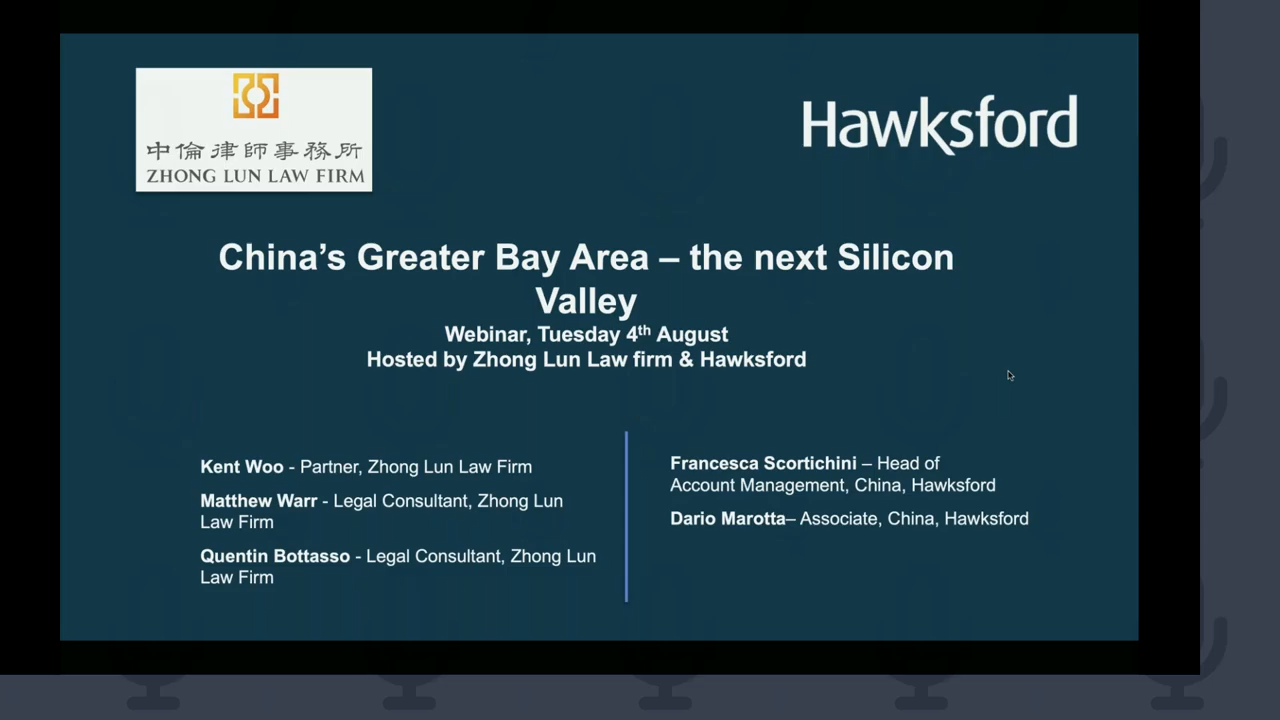 中倫律師事務所
ZHONG LUN LAW FIRM
Hawksford
China’s Greater Bay Area – the next Silicon
Valley
Webinar, Tuesday 4th August
Hosted by Zhong Lun Law firm & Hawksford
Kent Woo - Partner, Zhong Lun Law Firm
Matthew Warr - Legal Consultant, Zhong Lun
Law Firm
Quentin Bottasso - Legal Consultant, Zhong Lun
Law Firm
Francesca Scortichini – Head of
Account Management, China, Hawksford
Dario Marotta– Associate, China, Hawksford